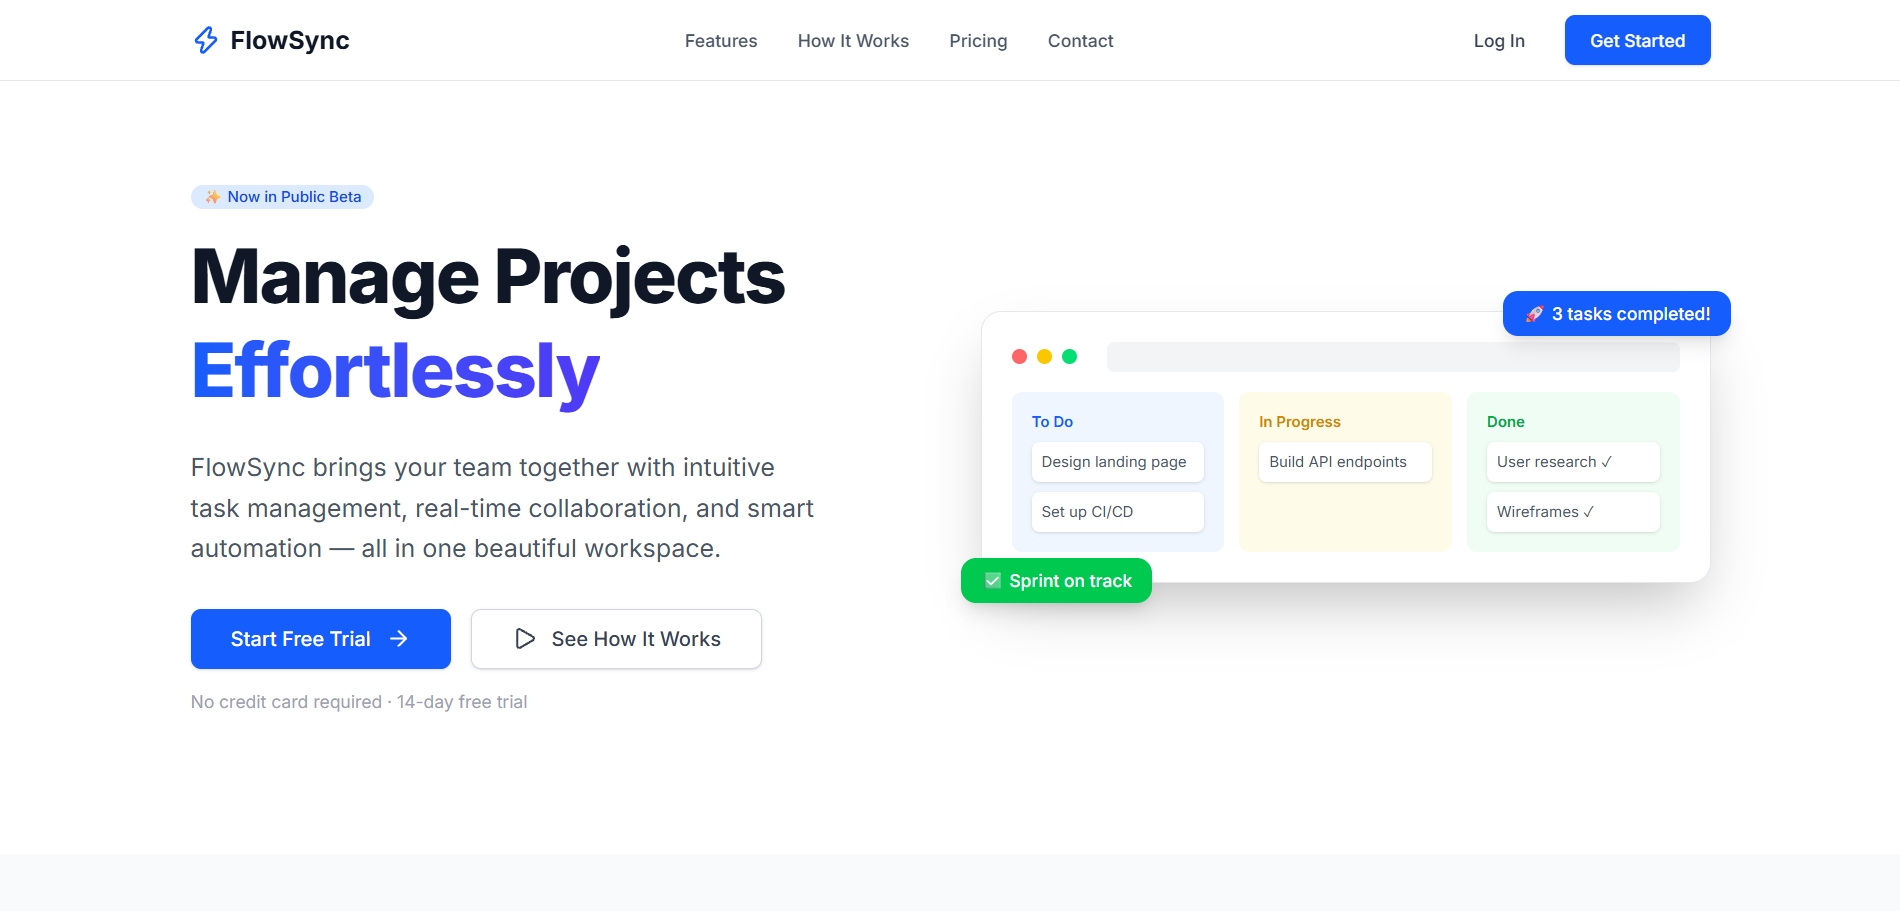 FlowSync
Features
How It Works
Pricing
Contact
Log In
Get Started
✨ Now in Public Beta
Manage Projects
Effortlessly
FlowSync brings your team together with intuitive
task management, real-time collaboration, and smart
automation — all in one beautiful workspace.
Start Free Trial →
See How It Works
No credit card required · 14-day free trial
🚀 3 tasks completed!
To Do
Design landing page
Set up CI/CD
In Progress
Build API endpoints
Done
User research ✓
Wireframes ✓
✅ Sprint on track